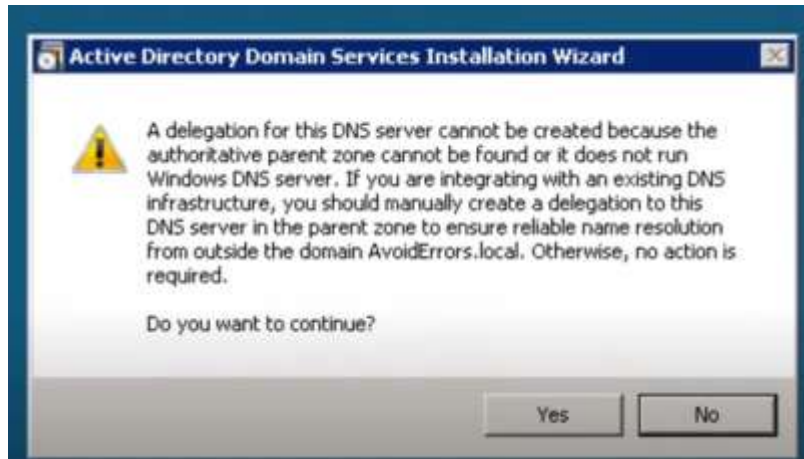 Active Directory Domain Services Installation Wizard
A delegation for this DNS server cannot be created because the
authoritative parent zone cannot be found or it does not run
Windows DNS server. If you are integrating with an existing DNS
infrastructure, you should manually create a delegation to this
DNS server in the parent zone to ensure reliable name resolution
from outside the domain AvoidErrors.local. Otherwise, no action is
required.
Do you want to continue?
Yes No